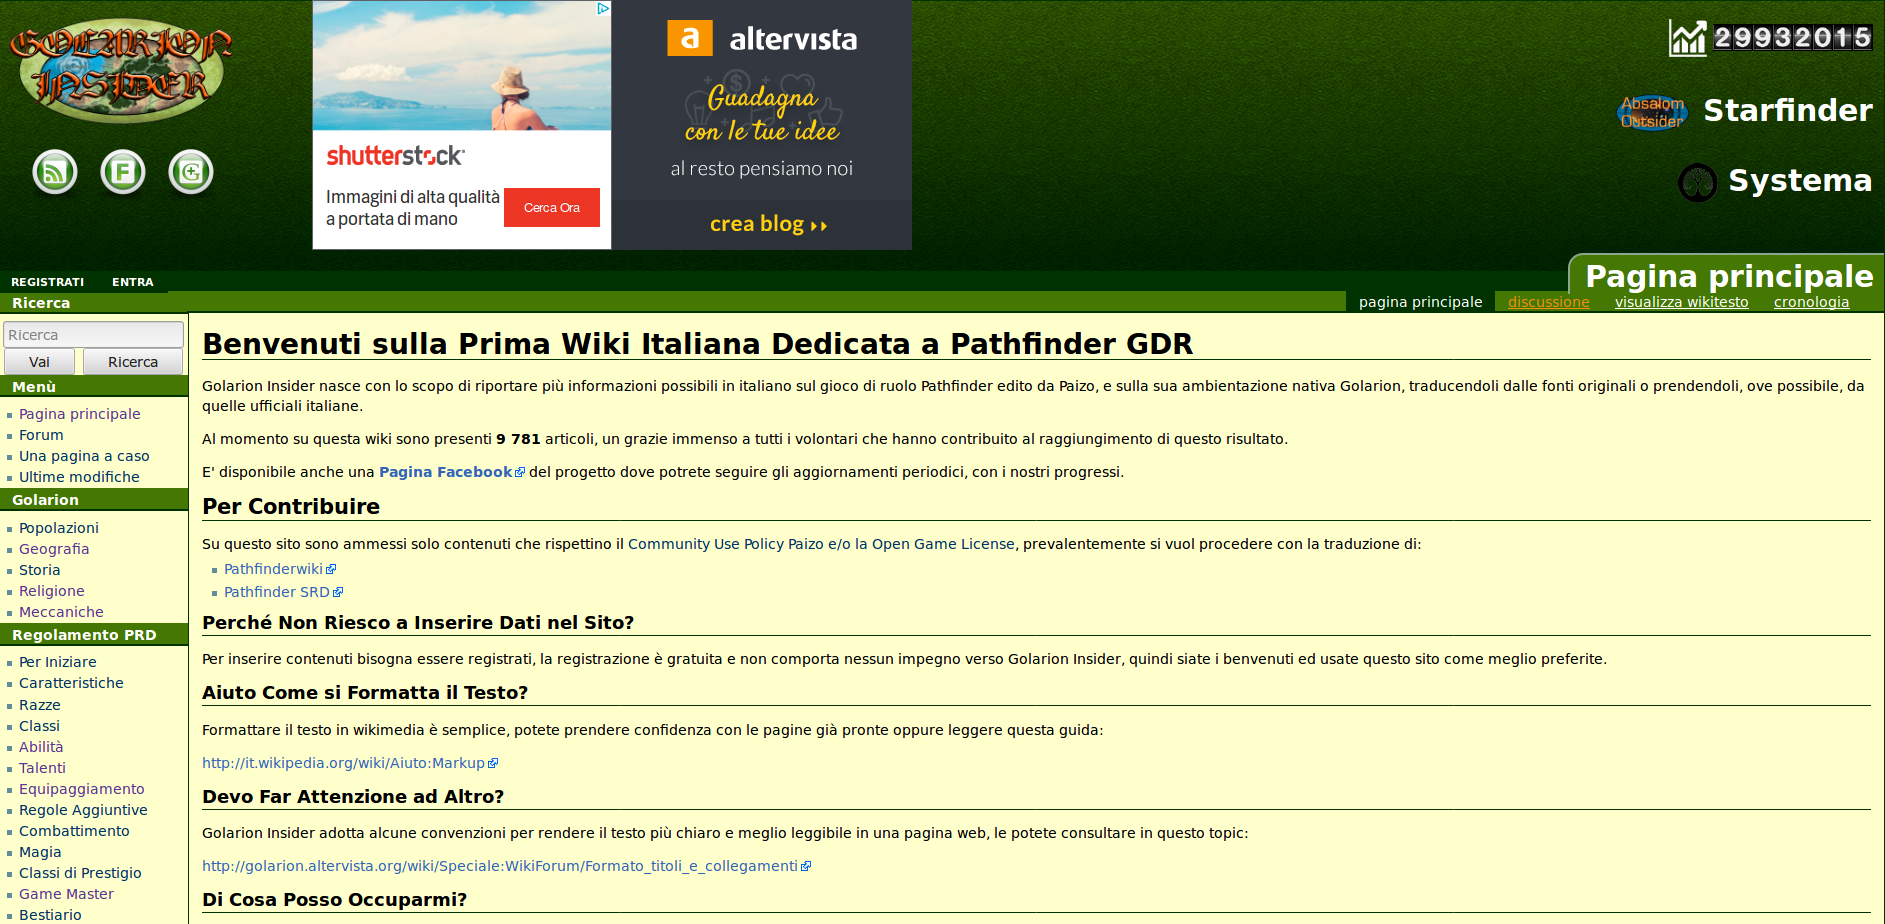 GOLARION
INSIDER
shutterstock
Immagini di alta qualità
a portata di mano
Cerca Ora
a altervista
Guadagna
con le tue idee
al resto pensiamo noi
crea blog
29932015
Absalom
Outsider
Starfinder
Systema
REGISTRATI ENTRA
Pagina principale
pagina principale discussione visualizza wikitesto cronologia
Ricerca
Ricerca
Vai Ricerca
Menù
Pagina principale
Forum
Una pagina a caso
Ultime modifiche
Golarion
Popolazioni
Geografia
Storia
Religione
Meccaniche
Regolamento PRD
Per Iniziare
Caratteristiche
Razze
Classi
Abilità
Talenti
Equipaggiamento
Regole Aggiuntive
Combattimento
Magia
Classi di Prestigio
Game Master
Bestiario
Benvenuti sulla Prima Wiki Italiana Dedicata a Pathfinder GDR
Golarion Insider nasce con lo scopo di riportare più informazioni possibili in italiano sul gioco di ruolo Pathfinder edito da Paizo, e sulla sua ambientazione nativa Golarion, traducendoli dalle fonti originali o prendendoli, ove possibile, da
quelle ufficiali italiane.
Al momento su questa wiki sono presenti 9 781 articoli, un grazie immenso a tutti i volontari che hanno contribuito al raggiungimento di questo risultato.
E' disponibile anche una Pagina Facebook del progetto dove potrete seguire gli aggiornamenti periodici, con i nostri progressi.
Per Contribuire
Su questo sito sono ammessi solo contenuti che rispettino il Community Use Policy Paizo e/o la Open Game License, prevalentemente si vuol procedere con la traduzione di:
Pathfinderwiki
Pathfinder SRD
Perché Non Riesco a Inserire Dati nel Sito?
Per inserire contenuti bisogna essere registrati, la registrazione è gratuita e non comporta nessun impegno verso Golarion Insider, quindi siate i benvenuti ed usate questo sito come meglio preferite.
Aiuto Come si Formatta il Testo?
Formattare il testo in wikimedia è semplice, potete prendere confidenza con le pagine già pronte oppure leggere questa guida:
http://it.wikipedia.org/wiki/Aiuto:Markup
Devo Far Attenzione ad Altro?
Golarion Insider adotta alcune convenzioni per rendere il testo più chiaro e meglio leggibile in una pagina web, le potete consultare in questo topic:
http://golarion.altervista.org/wiki/Speciale:WikiForum/Formato_titoli_e_collegamenti
Di Cosa Posso Occuparmi?